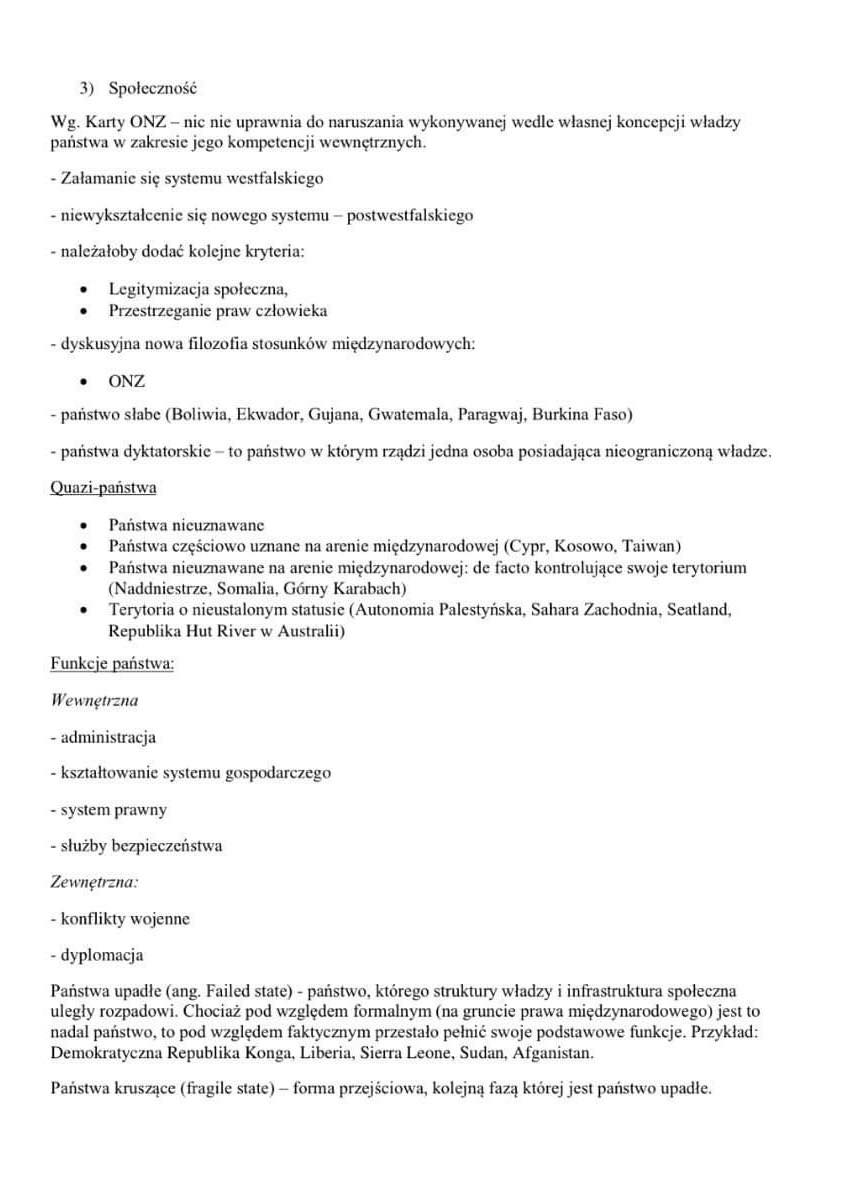 3) Społeczność
Wg. Karty ONZ – nic nie uprawnia do naruszania wykonywanej wedle własnej koncepcji władzy
państwa w zakresie jego kompetencji wewnętrznych.
- Załamanie się systemu westfalskiego
- niewykształcenie się nowego systemu – postwestfalskiego
- należałoby dodać kolejne kryteria:
• Legitymizacja społeczna,
• Przestrzeganie praw człowieka
- dyskusyjna nowa filozofia stosunków międzynarodowych:
• ONZ
- państwo słabe (Boliwia, Ekwador, Gujana, Gwatemala, Paragwaj, Burkina Faso)
- państwa dyktatorskie – to państwo w którym rządzi jedna osoba posiadająca nieograniczoną władze.
Quazi-państwa
• Państwa nieuznawane
• Państwa częściowo uznane na arenie międzynarodowej (Cypr, Kosowo, Taiwan)
• Państwa nieuznawane na arenie międzynarodowej: de facto kontrolujące swoje terytorium
(Naddniestrze, Somalia, Górny Karabach)
• Terytoria o nieustalonym statusie (Autonomia Palestyńska, Sahara Zachodnia, Seatland,
Republika Hut River w Australii)
Funkcje państwa:
Wewnętrzna
- administracja
- kształtowanie systemu gospodarczego
- system prawny
- służby bezpieczeństwa
Zewnętrzna:
- konflikty wojenne
- dyplomacja
Państwa upadłe (ang. Failed state) - państwo, którego struktury władzy i infrastruktura społeczna
uległy rozpadowi. Chociaż pod względem formalnym (na gruncie prawa międzynarodowego) jest to
nadal państwo, to pod względem faktycznym przestało pełnić swoje podstawowe funkcje. Przykład:
Demokratyczna Republika Konga, Liberia, Sierra Leone, Sudan, Afganistan.
Państwa kruszące (fragile state) – forma przejściowa, kolejną fazą której jest państwo upadłe.